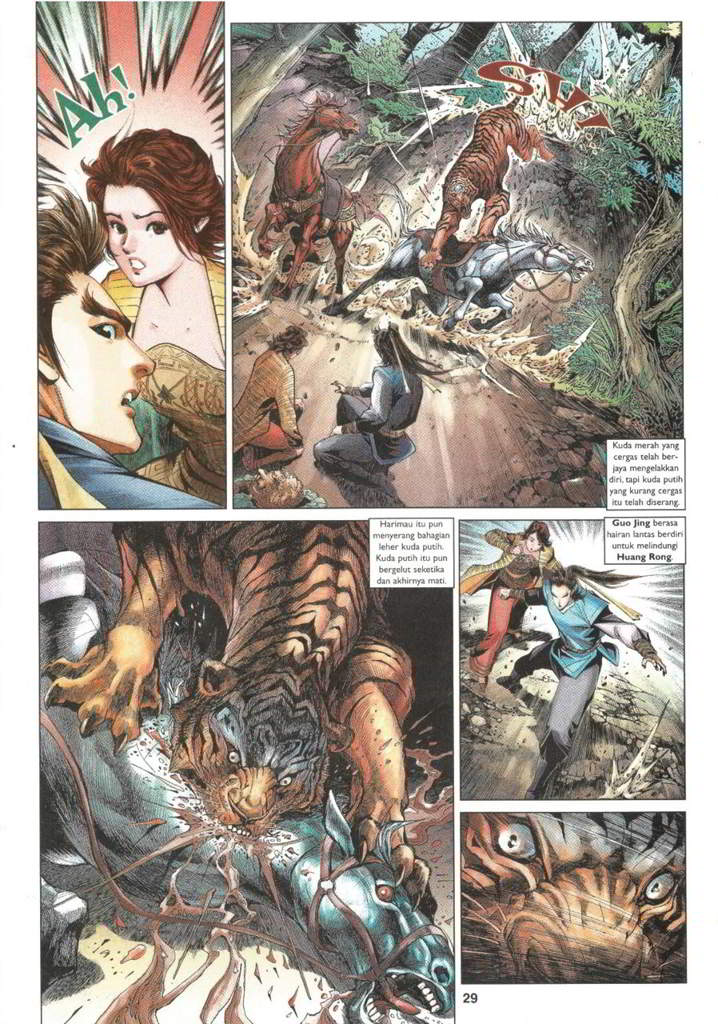 Ah!
SHI
Kuda merah yang
cergas telah ber-
jaya mengelakkan
diri, tapi kuda putih
yang kurang cergas
itu telah diserang.
Harimau itu pun
menyerang bahagian
leher kuda putih.
Kuda putih itu pun
bergelut seketika
dan akhirnya mati.
Guo Jing berasa
hairan lantas berdiri
untuk melindungi
Huang Rong.
29